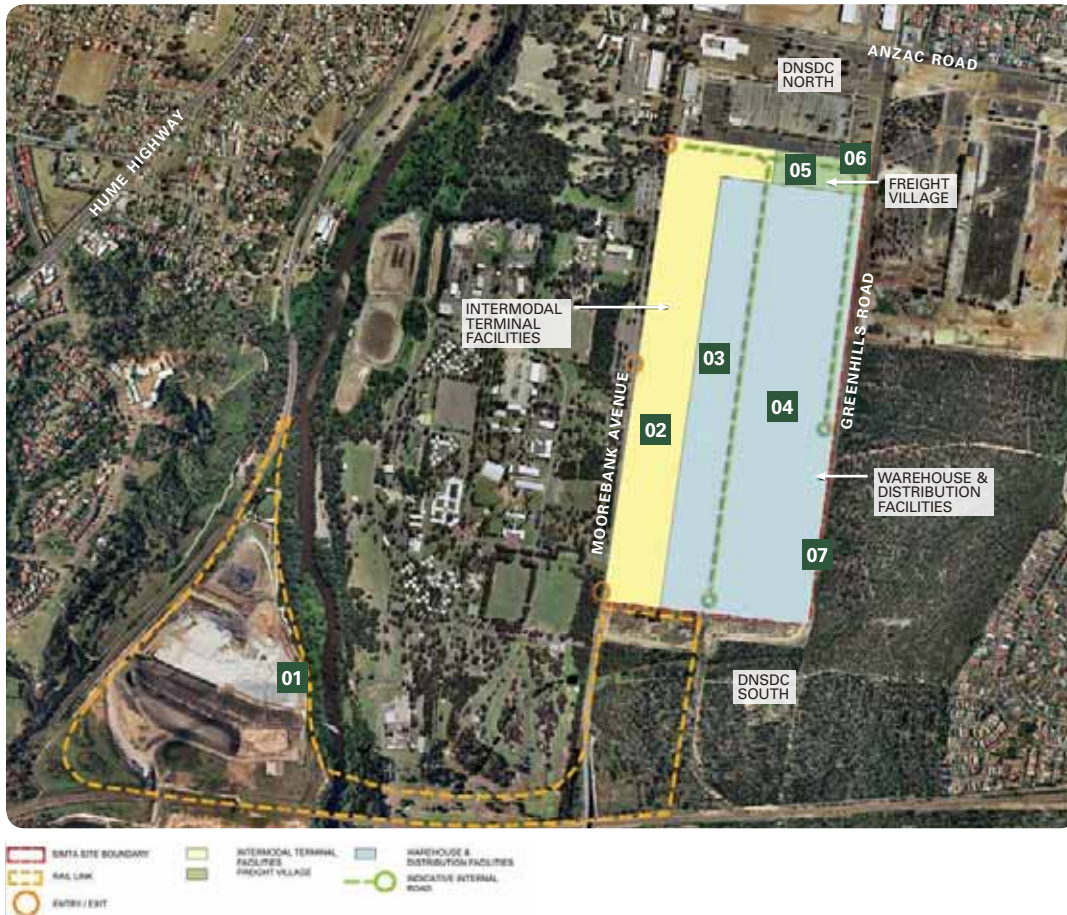 ANZAC ROAD
DNSDC
NORTH
HUME HIGHWAY
05
06
FREIGHT
VILLAGE
INTERMODAL
TERMINAL
FACILITIES
GREENHILLS ROAD
03
04
02
MOOREBANK AVENUE
WAREHOUSE &
DISTRIBUTION
FACILITIES
07
01
DNSDC
SOUTH
SIMTA SITE BOUNDARY
RAIL LINK
ENTRY / EXIT
INTERMODAL TERMINAL
FACILITIES
FREIGHT VILLAGE
WAREHOUSE &
DISTRIBUTION FACILITIES
INDICATIVE INTERNAL
ROAD